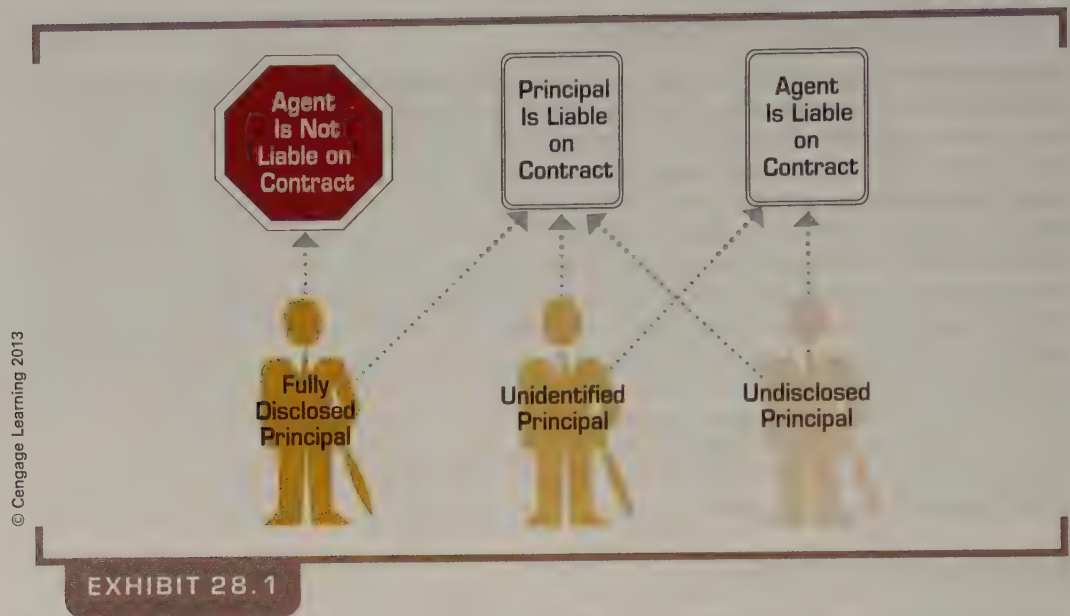 Agent
Is Not
Liable on
Contract
Principal
Is Liable
on
Contract
Agent
Is Liable
on
Contract
Fully
Disclosed
Principal
Unidentified
Principal
Undisclosed
Principal
© Cengage Learning 2013
EXHIBIT 28.1